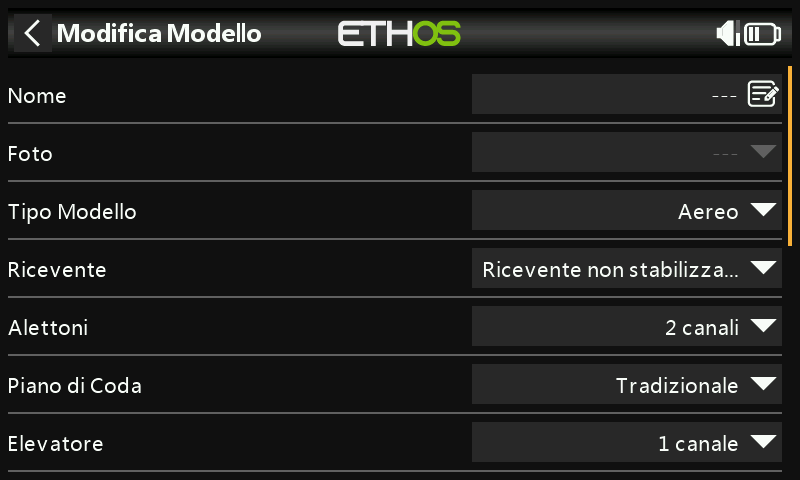 Modifica Modello
ETHOS
Nome ---
Foto ---
Tipo Modello Aereo
Ricevente Ricevente non stabilizza...
Alettoni 2 canali
Piano di Coda Tradizionale
Elevatore 1 canale